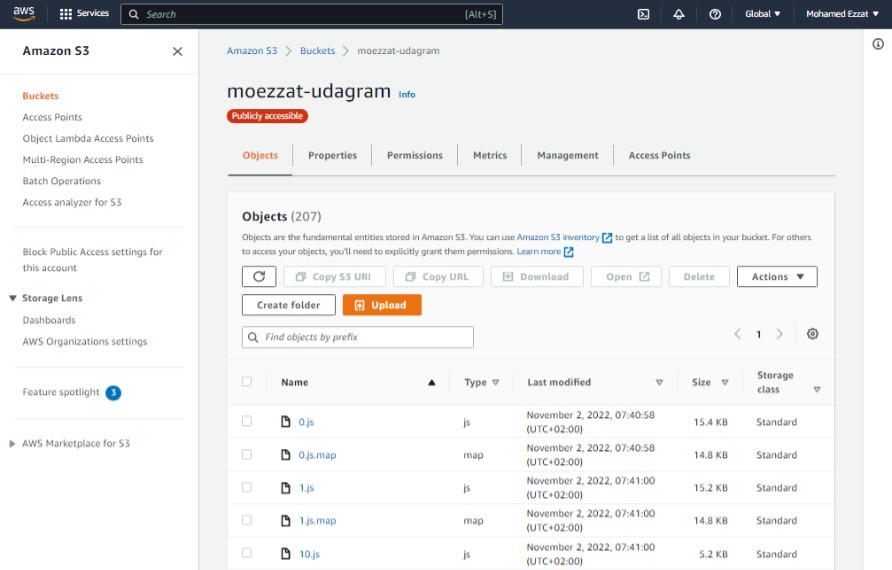 aws Services Search [Alt+S] Global Mohamed Ezzat
Amazon S3
Buckets
Access Points
Object Lambda Access Points
Multi-Region Access Points
Batch Operations
Access analyzer for S3
Block Public Access settings for
this account
Storage Lens
Dashboards
AWS Organizations settings
Feature spotlight 3
AWS Marketplace for S3
Amazon S3 Buckets moezzat-udagram
moezzat-udagram Info
Publicly accessible
Objects Properties Permissions Metrics Management Access Points
Objects (207)
Objects are the fundamental entities stored in Amazon S3. You can use Amazon S3 inventory to get a list of all objects in your bucket. For others
to access your objects, you'll need to explicitly grant them permissions. Learn more
Copy S3 URI Copy URL Download Open Delete Actions
Create folder Upload
Find objects by prefix 1
Name Type Last modified Size Storage
class
0.js js November 2, 2022, 07:40:58 15.4 KB Standard
(UTC+02:00)
0.js.map map November 2, 2022, 07:40:58 14.8 KB Standard
(UTC+02:00)
1.js js November 2, 2022, 07:41:00 15.2 KB Standard
(UTC+02:00)
1.js.map map November 2, 2022, 07:41:00 14.8 KB Standard
(UTC+02:00)
10.js js November 2, 2022, 07:41:00 5.2 KB Standard
(UTC+02:00)